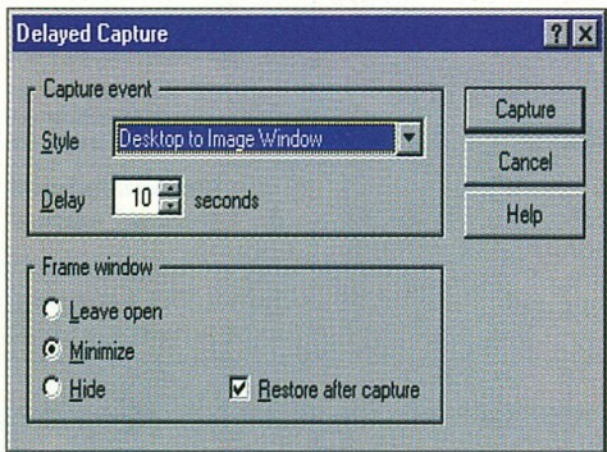 Delayed Capture
Capture event
Style Desktop to Image Window
Delay 10 seconds
Frame window
Leave open
Minimize
Hide
Restore after capture
Capture
Cancel
Help